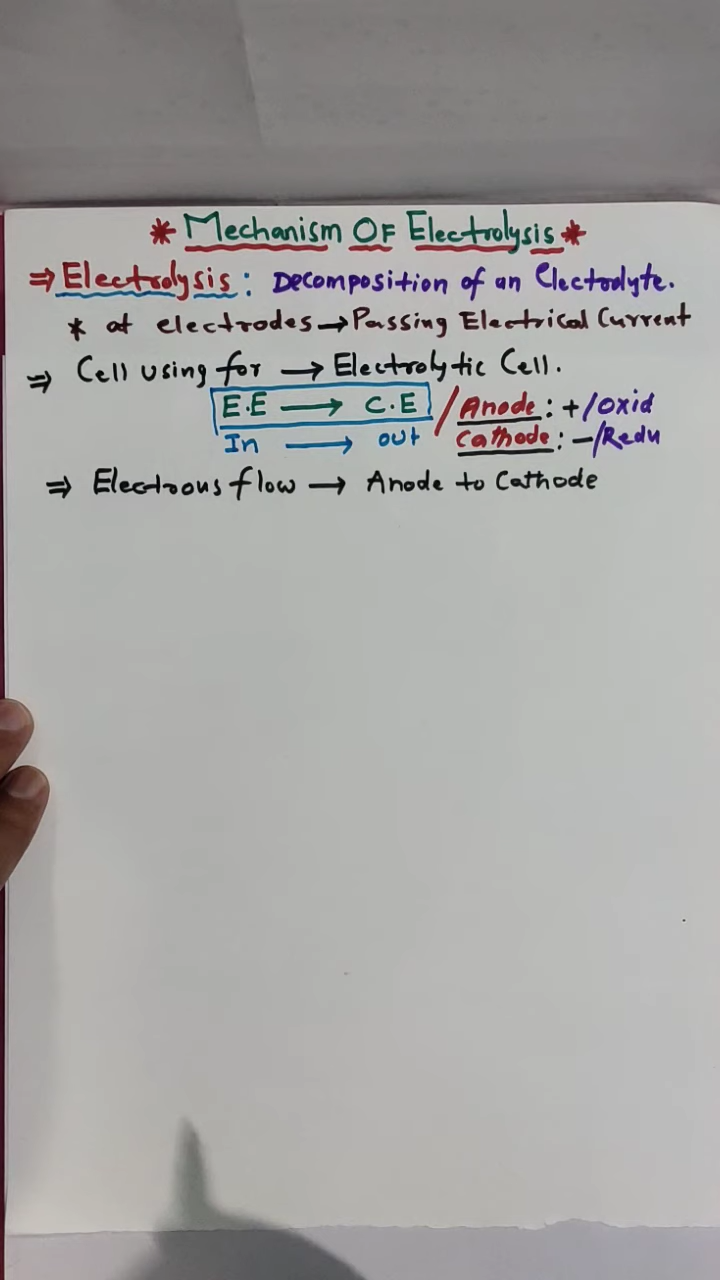 * Mechanism OF Electrolysis *
⇒ Electrolysis: Decomposition of an Electrolyte.
* at electrodes → Passing Electrical Current
⇒ Cell using for → Electrolytic Cell.
E.E → C.E / Anode: +/Oxid
In → out Cathode: -/Redu
⇒ Electrons flow → Anode to Cathode